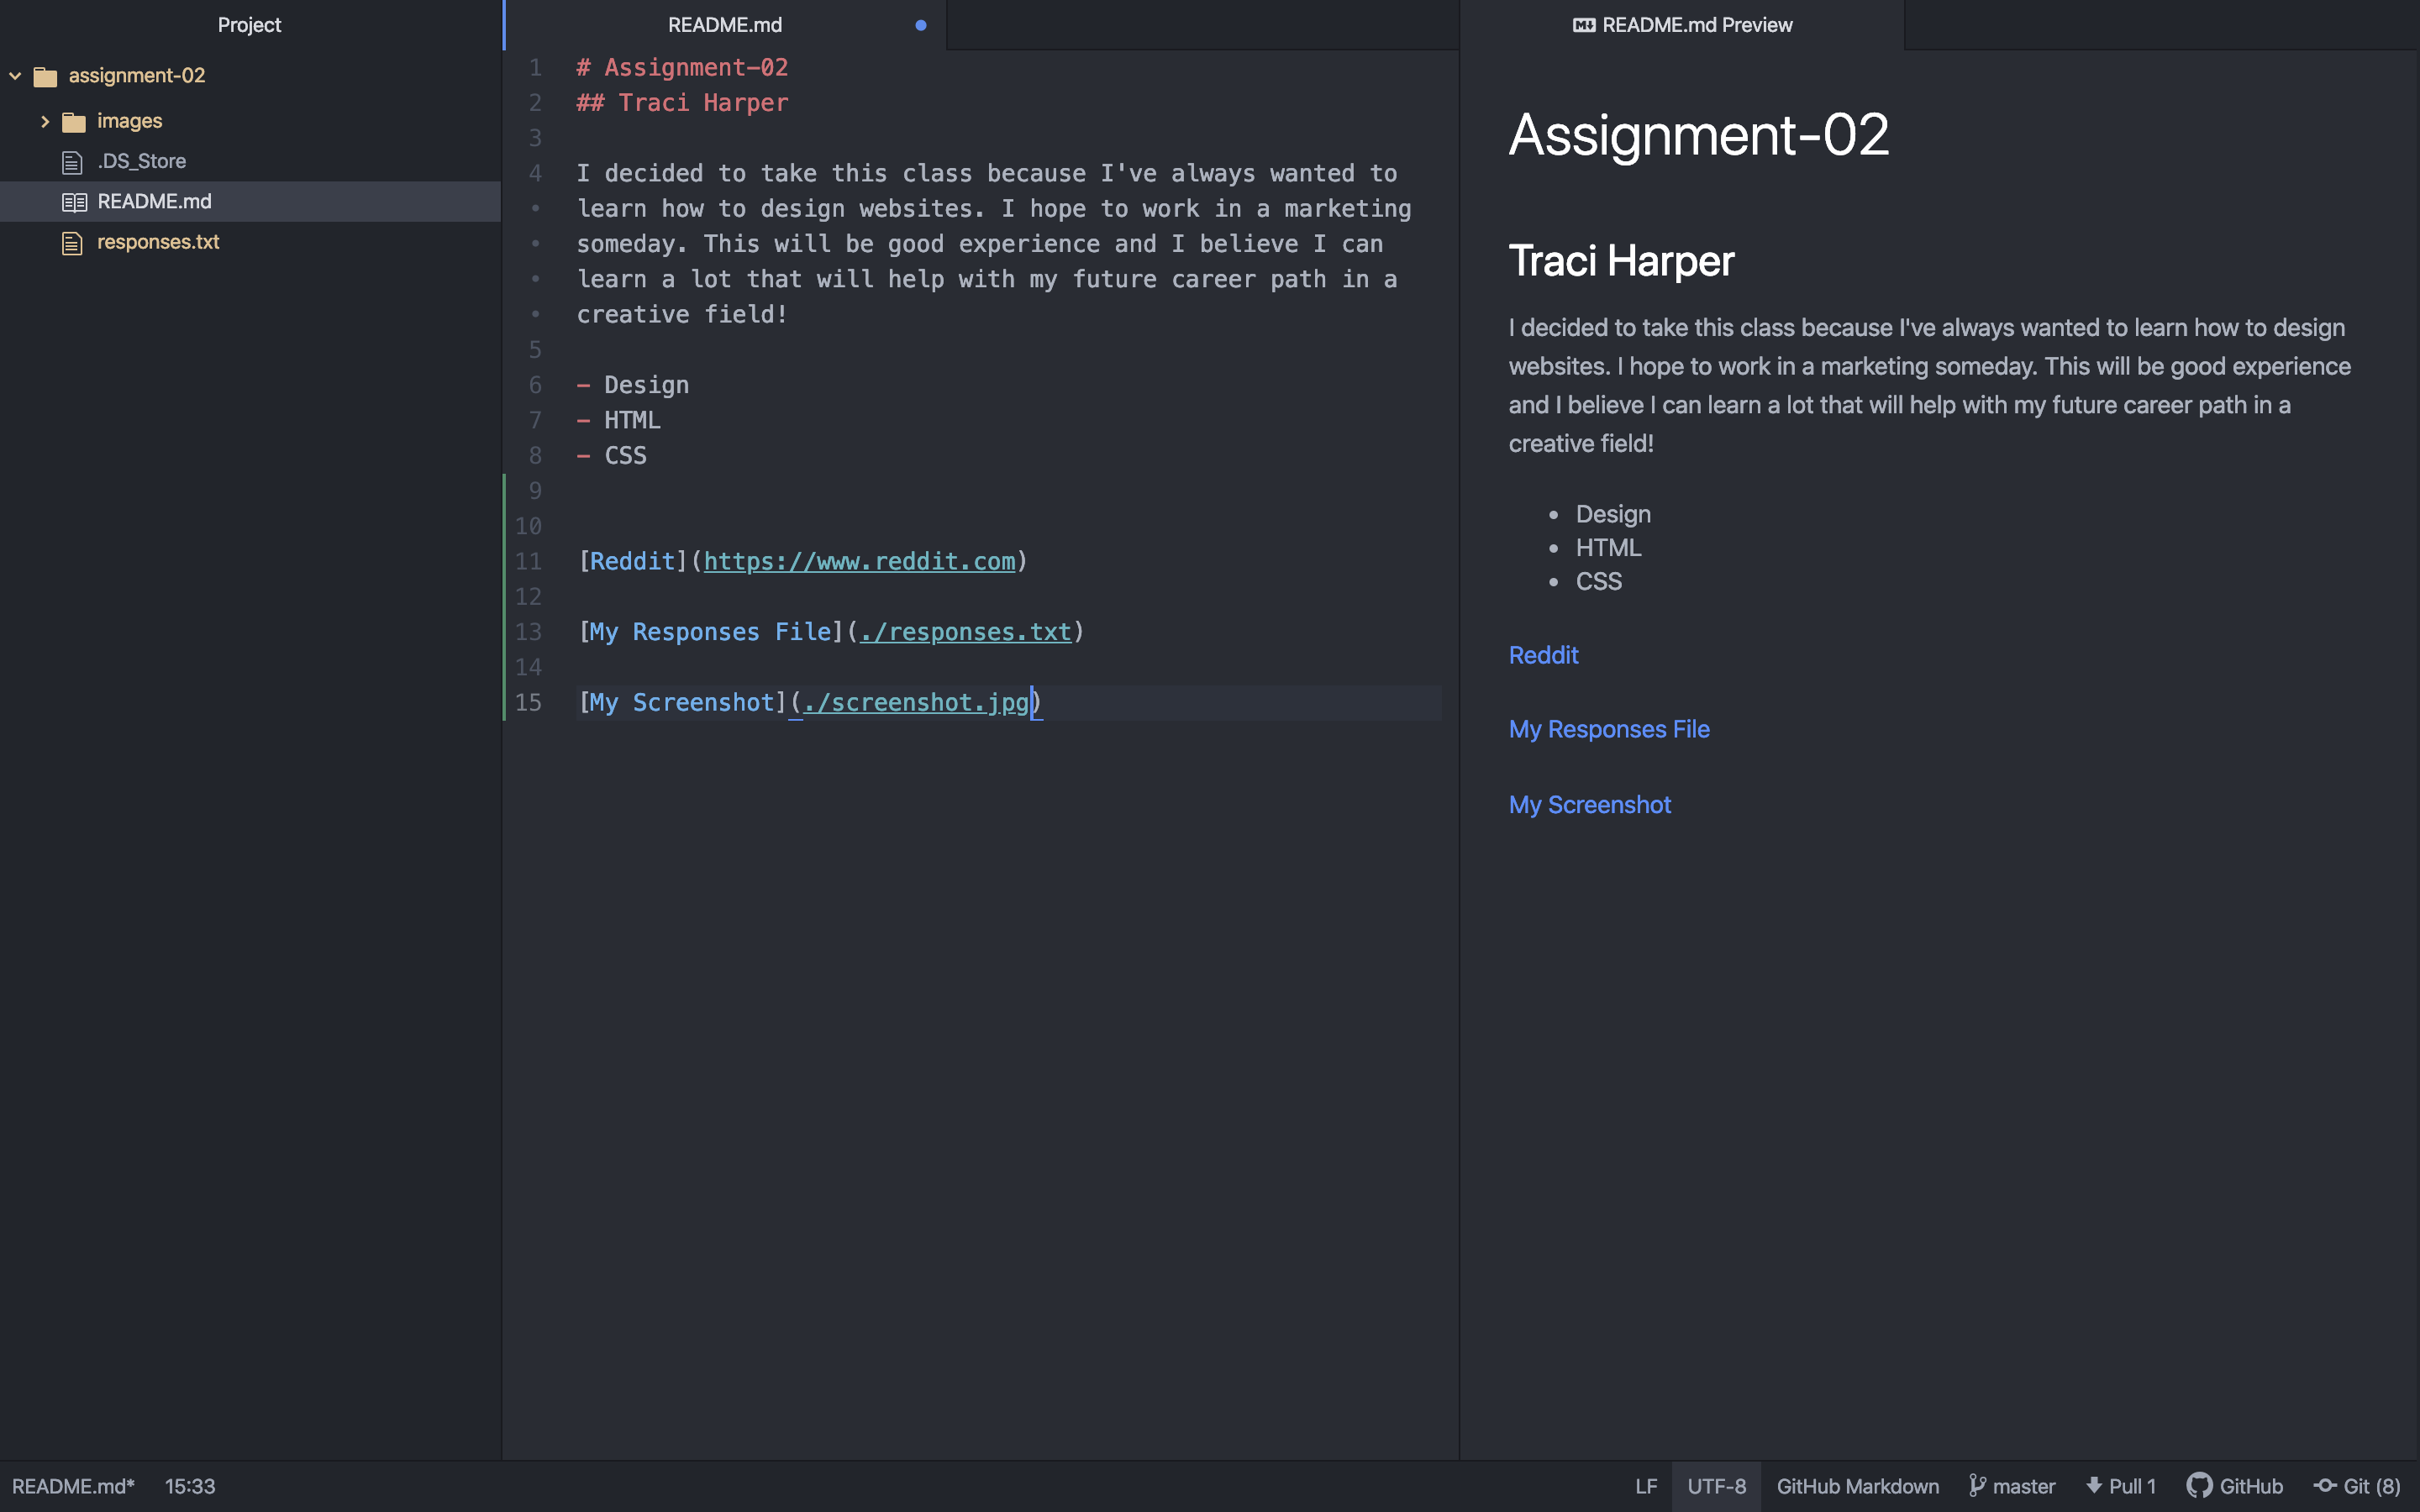 Project
assignment-02
images
.DS_Store
README.md
responses.txt
README.md
1 # Assignment-02
2 ## Traci Harper
3
4 I decided to take this class because I've always wanted to
learn how to design websites. I hope to work in a marketing
someday. This will be good experience and I believe I can
learn a lot that will help with my future career path in a
creative field!
5
6 - Design
7 - HTML
8 - CSS
9
10
11 [Reddit](https://www.reddit.com)
12
13 [My Responses File](./responses.txt)
14
15 [My Screenshot](./screenshot.jpg)
README.md Preview
Assignment-02
Traci Harper
I decided to take this class because I've always wanted to learn how to design
websites. I hope to work in a marketing someday. This will be good experience
and I believe I can learn a lot that will help with my future career path in a
creative field!
• Design
• HTML
• CSS
Reddit
My Responses File
My Screenshot
README.md* 15:33 LF UTF-8 GitHub Markdown master Pull 1 GitHub Git (8)